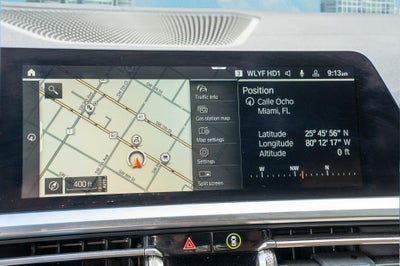 WLYF HD1
9:13AM
Traffic info
Gas station map
Map settings
Settings
Split screen
400 ft
Position
Calle Ocho
Miami, FL
Latitude 25° 45' 56" N
Longitude 80° 12' 17" W
Altitude 0 ft
W NW N